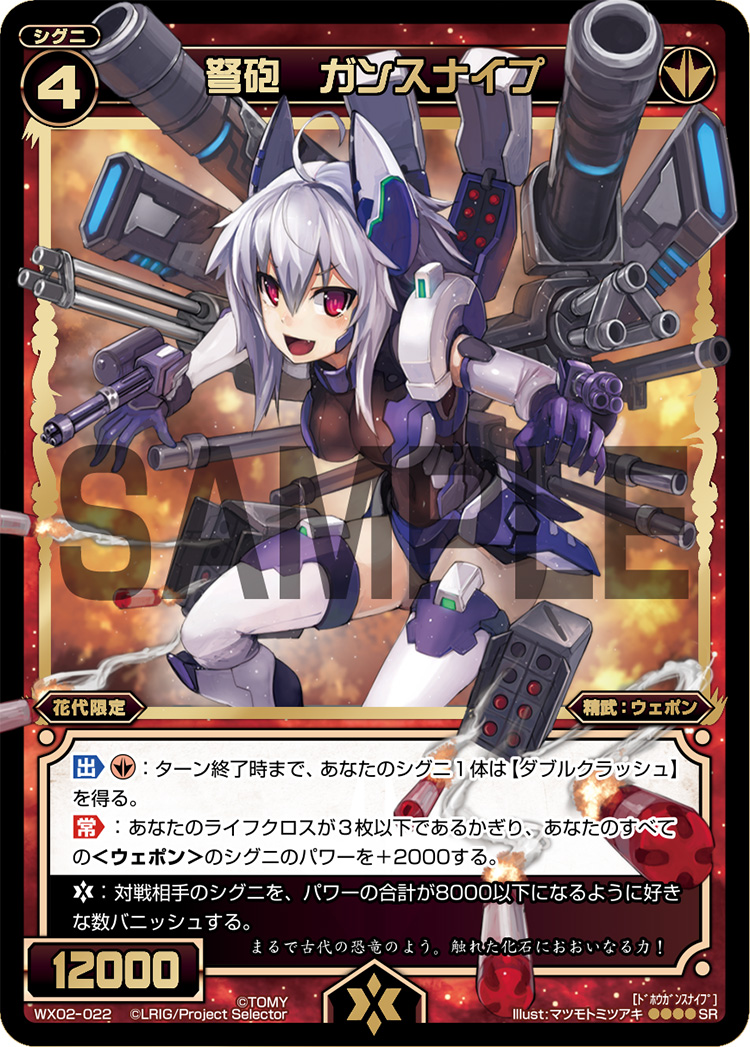 シグニ
4
弩砲 ガンスナイプ
SAMPLE
花代限定
精武：ウェポン
出 ：ターン終了時まで、あなたのシグニ１体は【ダブルクラッシュ】
を得る。
常 ：あなたのライフクロスが３枚以下であるかぎり、あなたのすべて
の＜ウェポン＞のシグニのパワーを＋2000する。
：対戦相手のシグニを、パワーの合計が8000以下になるように好き
な数バニッシュする。
まるで古代の恐竜のよう。触れた化石におおいなる力！
12000
[ﾄﾞﾎｳｶﾞﾝｽﾅｲﾌﾟ]
©TOMY
WX02-022 ©LRIG/Project Selector
Illust:マツモトミツアキ SR